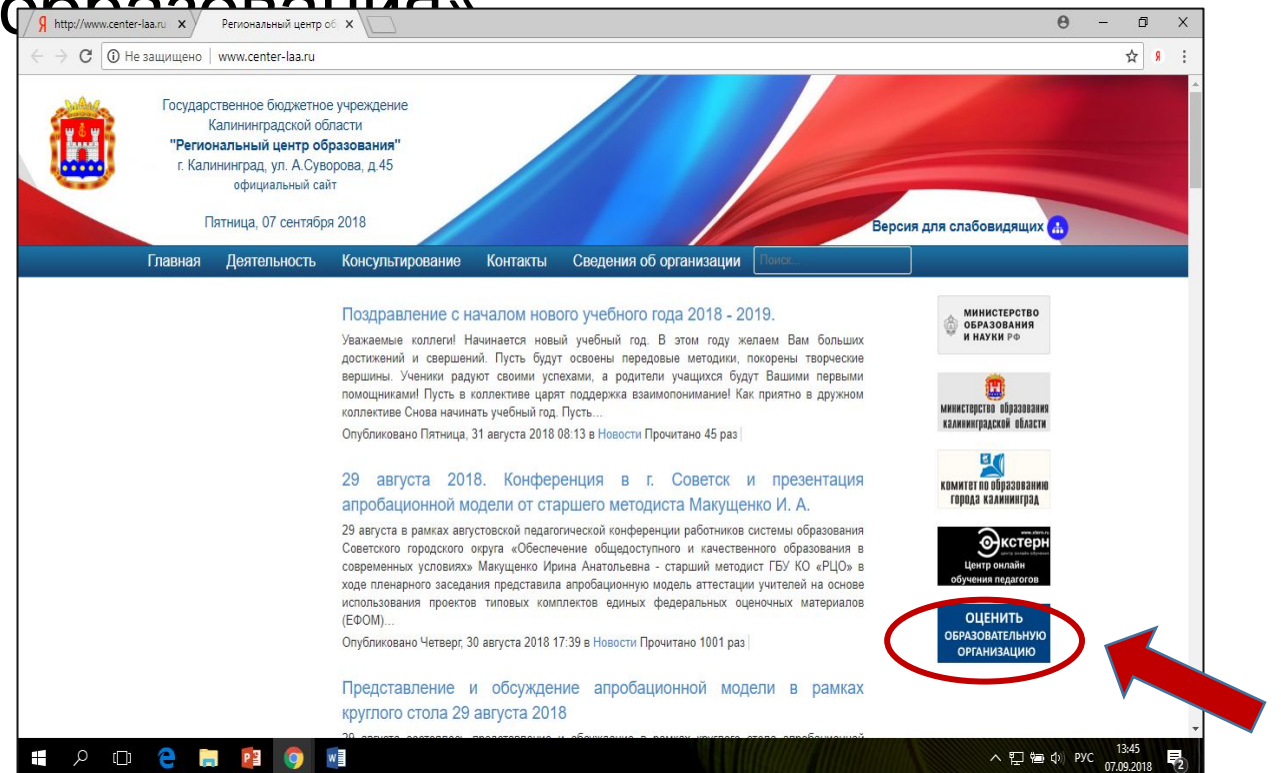 образования»
http://www.center-laa.ru
Региональный центр об
Не защищено
www.center-laa.ru
Государственное бюджетное учреждение
Калининградской области
"Региональный центр образования"
г. Калининград, ул. А.Суворова, д.45
официальный сайт
Пятница, 07 сентября 2018
Версия для слабовидящих
Главная Деятельность Консультирование Контакты Сведения об организации Поиск...
Поздравление с началом нового учебного года 2018 - 2019.
Уважаемые коллеги! Начинается новый учебный год. В этом году желаем Вам больших
достижений и свершений. Пусть будут освоены передовые методики, покорены творческие
вершины. Ученики радуют своими успехами, а родители учащихся будут Вашими первыми
помощниками! Пусть в коллективе царят поддержка взаимопонимание! Как приятно в дружном
коллективе Снова начинать учебный год. Пусть...
Опубликовано Пятница, 31 августа 2018 08:13 в Новости Прочитано 45 раз
29 августа 2018. Конференция в г. Советск и презентация
апробационной модели от старшего методиста Макущенко И. А.
29 августа в рамках августовской педагогической конференции работников системы образования
Советского городского округа «Обеспечение общедоступного и качественного образования в
современных условиях» Макущенко Ирина Анатольевна - старший методист ГБУ КО «РЦО» в
ходе пленарного заседания представила апробационную модель аттестации учителей на основе
использования проектов типовых комплектов единых федеральных оценочных материалов
(ЕФОМ)...
Опубликовано Четверг, 30 августа 2018 17:39 в Новости Прочитано 1001 раз
Представление и обсуждение апробационной модели в рамках
круглого стола 29 августа 2018
29 августа состоялось представление и обсуждение в рамках круглого стола апробационной
МИНИСТЕРСТВО
ОБРАЗОВАНИЯ
И НАУКИ РФ
министерство образования
калининградской области
комитет по образованию
города калининград
экстерн
Центр онлайн
обучения педагогов
ОЦЕНИТЬ
ОБРАЗОВАТЕЛЬНУЮ
ОРГАНИЗАЦИЮ
РУС
13:45
07.09.2018
2